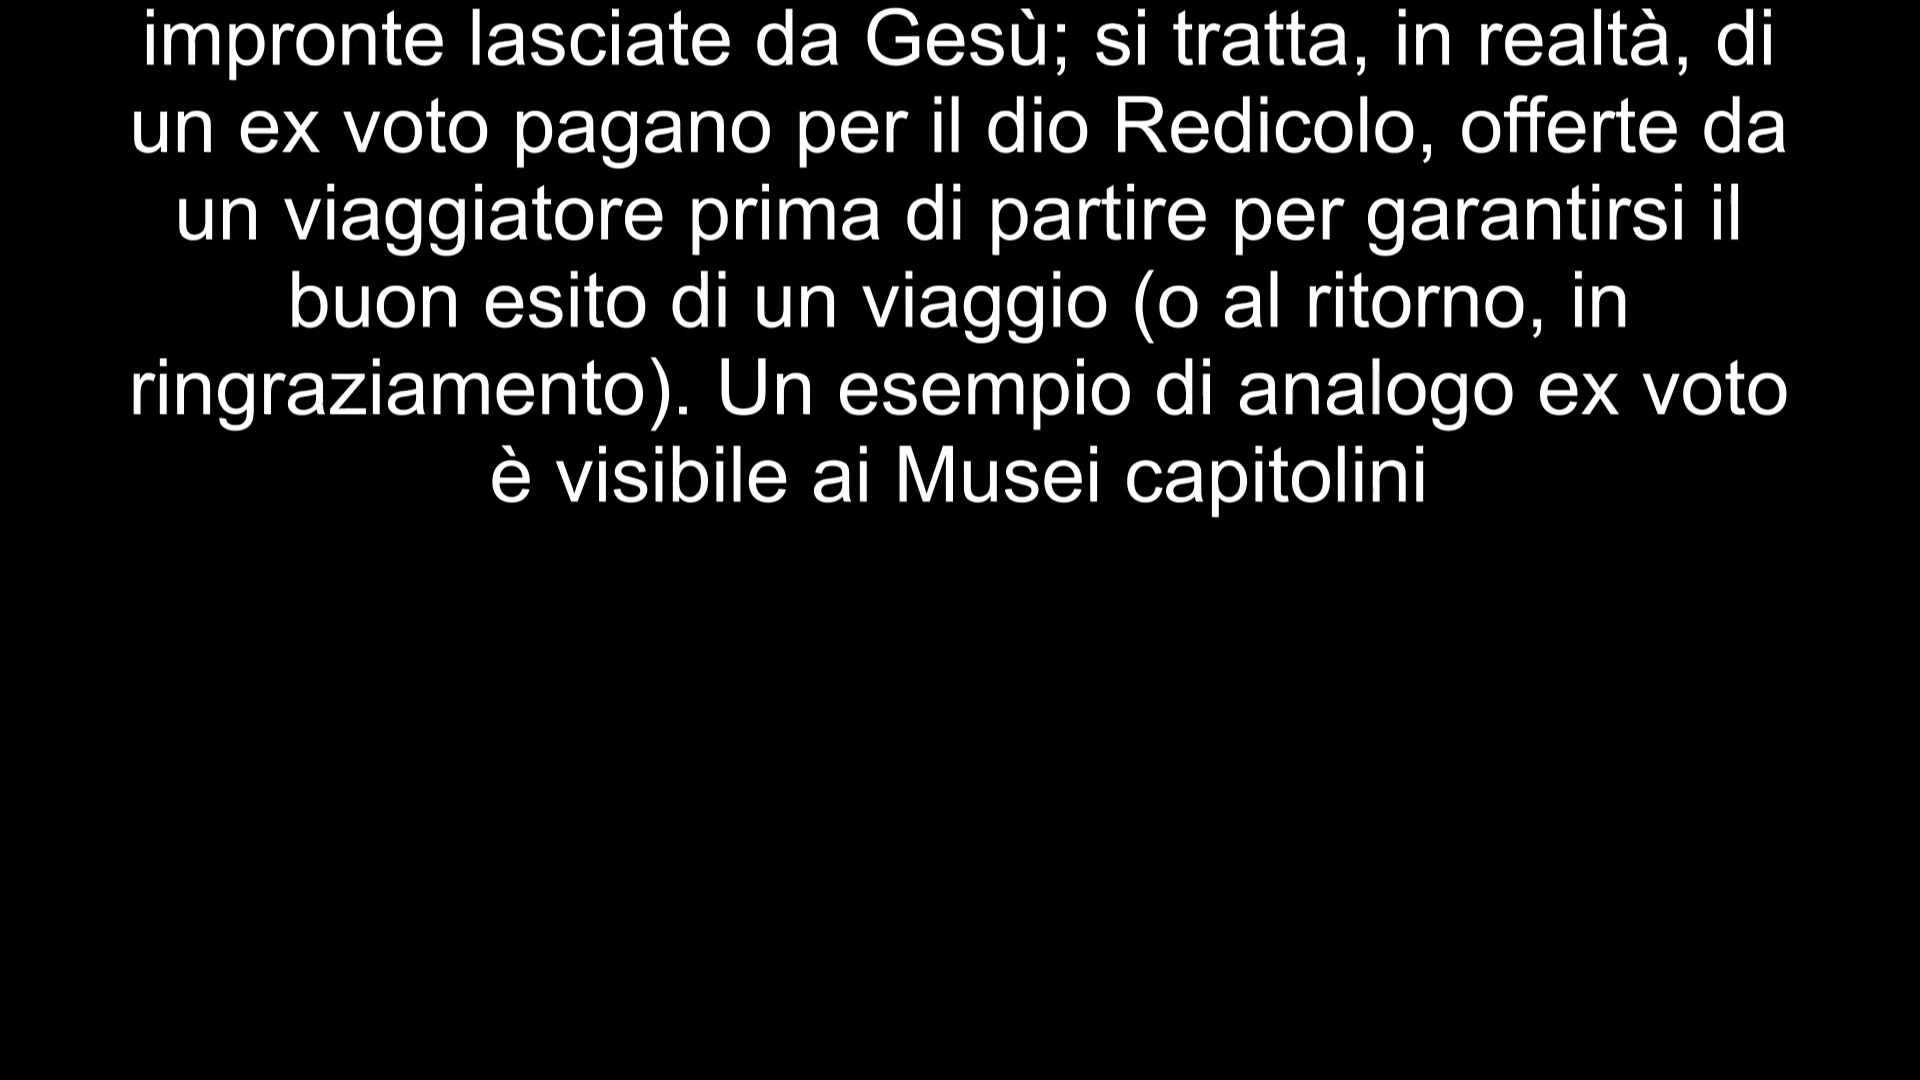 impronte lasciate da Gesù; si tratta, in realtà, di
un ex voto pagano per il dio Redicolo, offerte da
un viaggiatore prima di partire per garantirsi il
buon esito di un viaggio (o al ritorno, in
ringraziamento). Un esempio di analogo ex voto
è visibile ai Musei capitolini